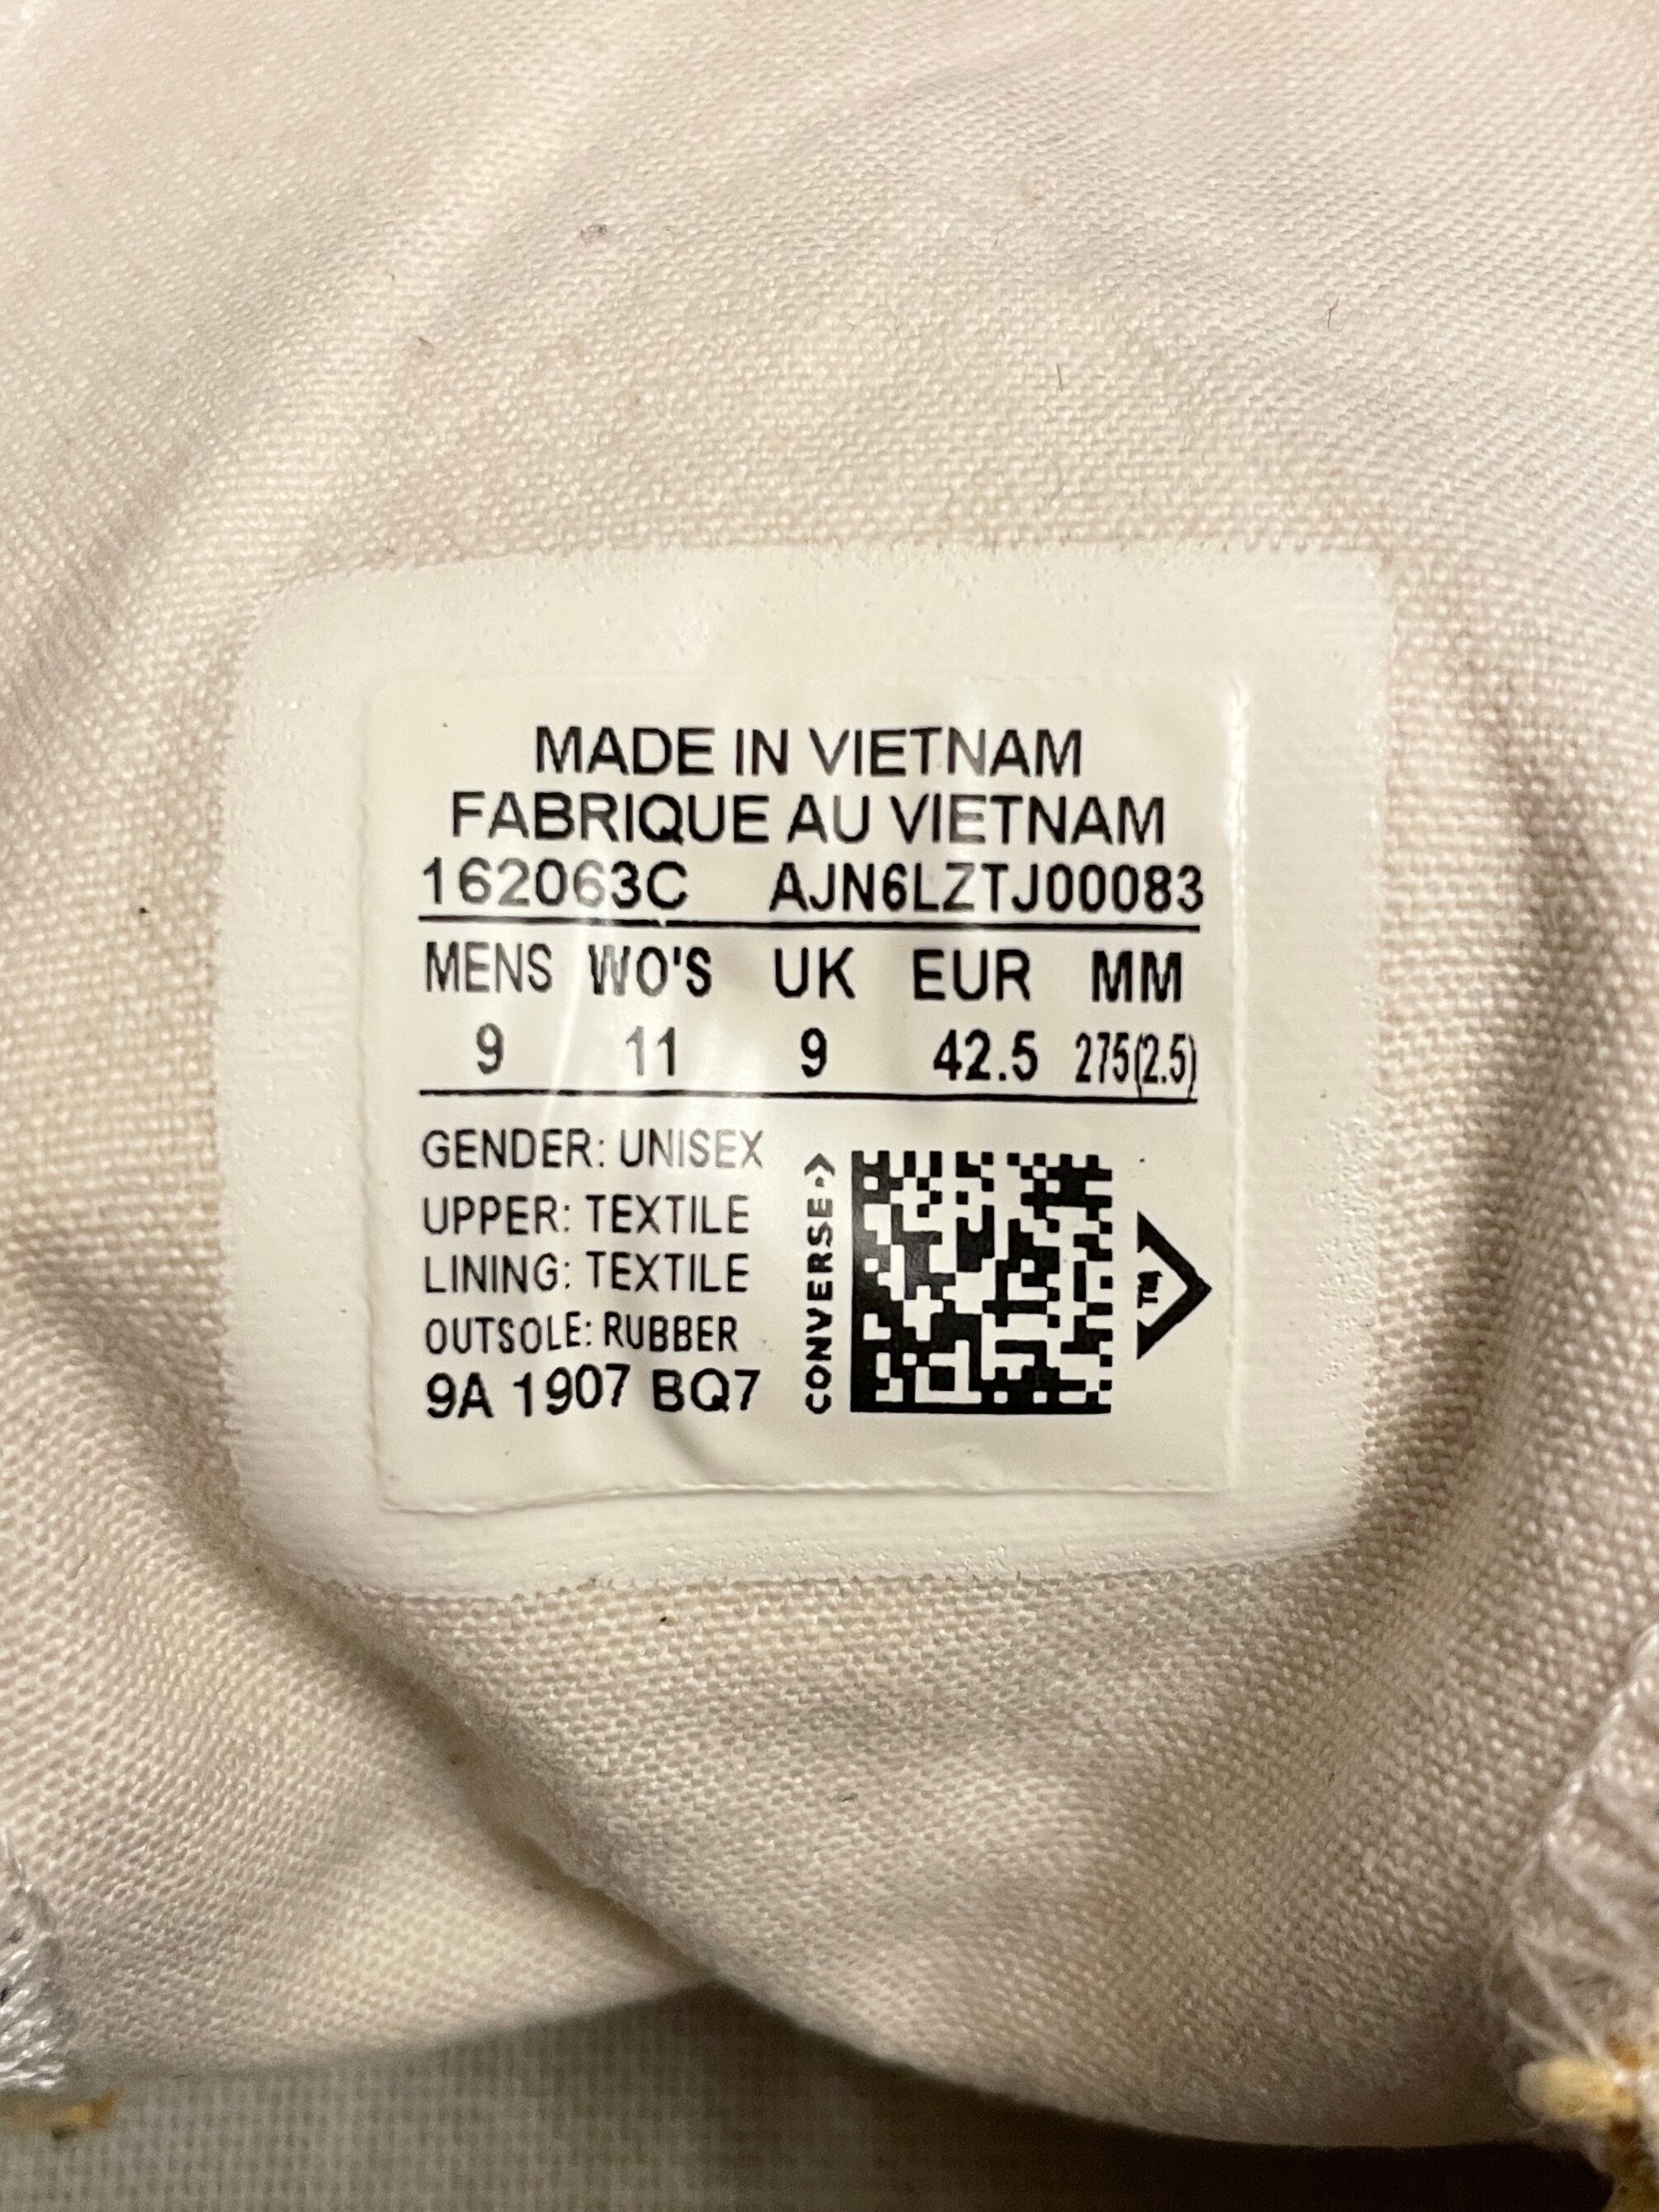 MADE IN VIETNAM
FABRIQUE AU VIETNAM
162063C AJN6LZTJ00083
MENS WO'S UK EUR MM
9 11 9 42.5 275(2.5)
GENDER: UNISEX
UPPER: TEXTILE
LINING: TEXTILE
OUTSOLE: RUBBER
9A 1907 BQ7
CONVERSE
TM